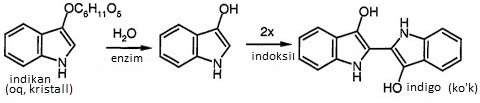 OC₆H₁₁O₅
N
H
indikan
(oq, kristall)
H₂O
enzim
OH
N
H
2x
indoksil
OH
H
N
N
H
HO
indigo (ko'k)